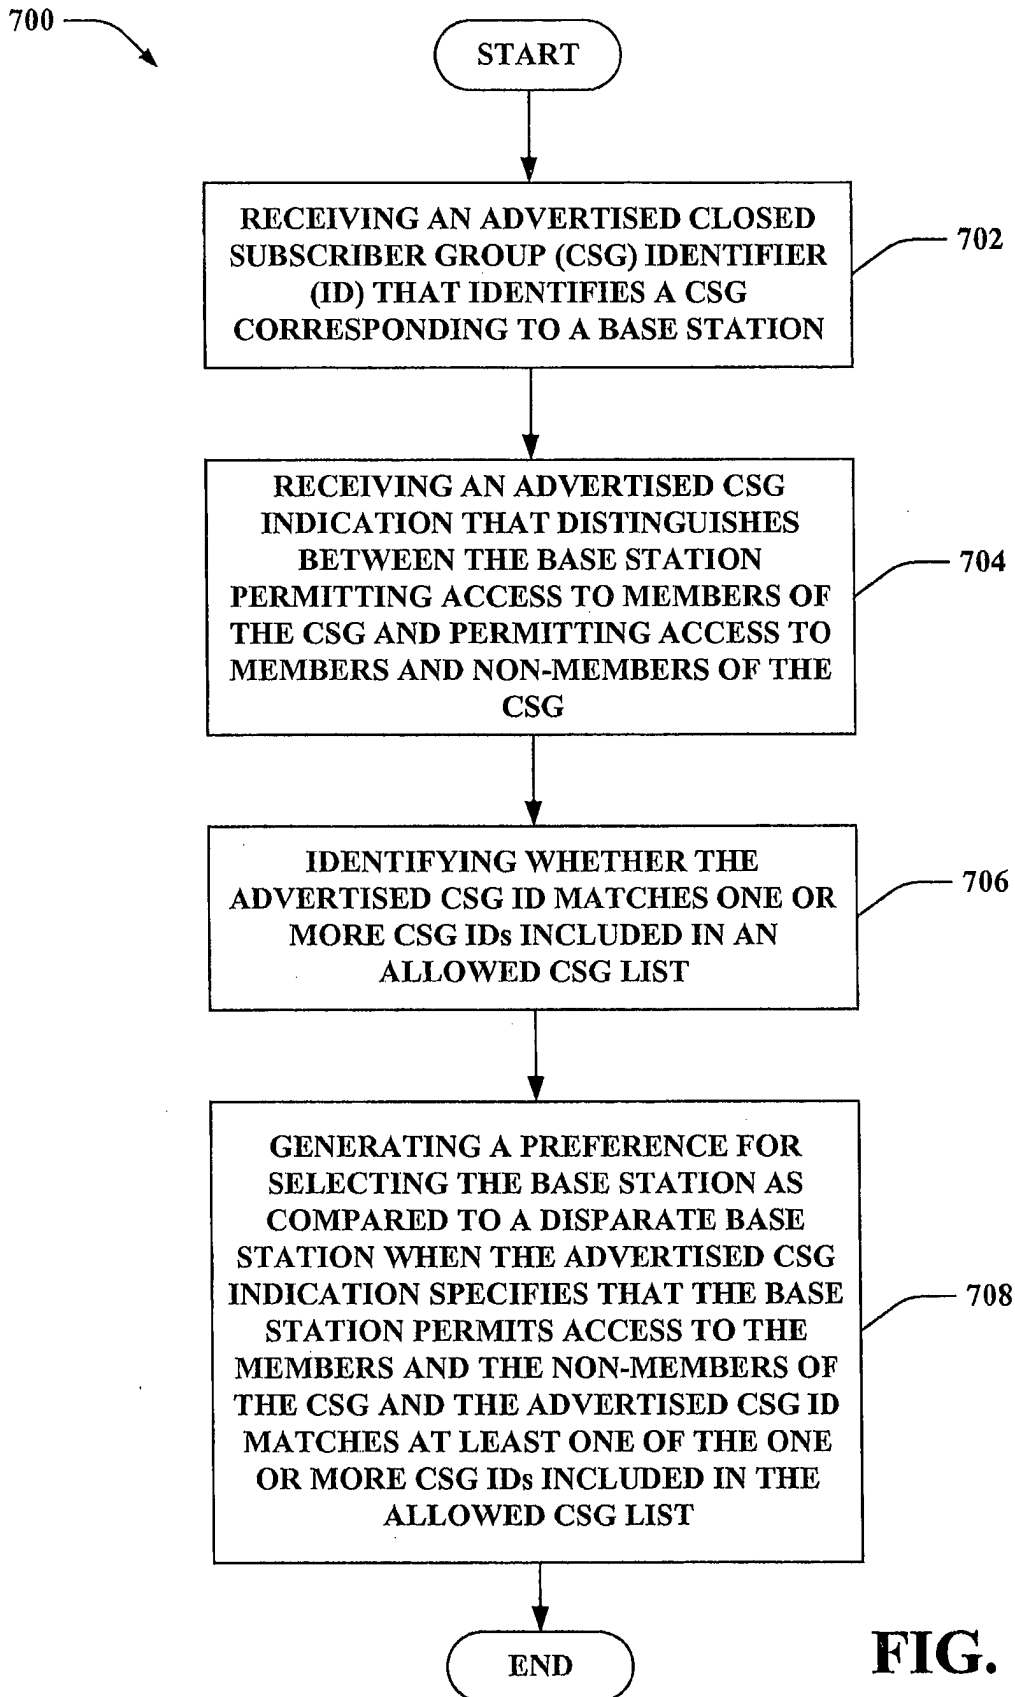 700
START
RECEIVING AN ADVERTISED CLOSED
SUBSCRIBER GROUP (CSG) IDENTIFIER
(ID) THAT IDENTIFIES A CSG
CORRESPONDING TO A BASE STATION
702
RECEIVING AN ADVERTISED CSG
INDICATION THAT DISTINGUISHES
BETWEEN THE BASE STATION
PERMITTING ACCESS TO MEMBERS OF
THE CSG AND PERMITTING ACCESS TO
MEMBERS AND NON-MEMBERS OF THE
CSG
704
IDENTIFYING WHETHER THE
ADVERTISED CSG ID MATCHES ONE OR
MORE CSG IDs INCLUDED IN AN
ALLOWED CSG LIST
706
GENERATING A PREFERENCE FOR
SELECTING THE BASE STATION AS
COMPARED TO A DISPARATE BASE
STATION WHEN THE ADVERTISED CSG
INDICATION SPECIFIES THAT THE BASE
STATION PERMITS ACCESS TO THE
MEMBERS AND THE NON-MEMBERS OF
THE CSG AND THE ADVERTISED CSG ID
MATCHES AT LEAST ONE OF THE ONE
OR MORE CSG IDs INCLUDED IN THE
ALLOWED CSG LIST
708
END
FIG.